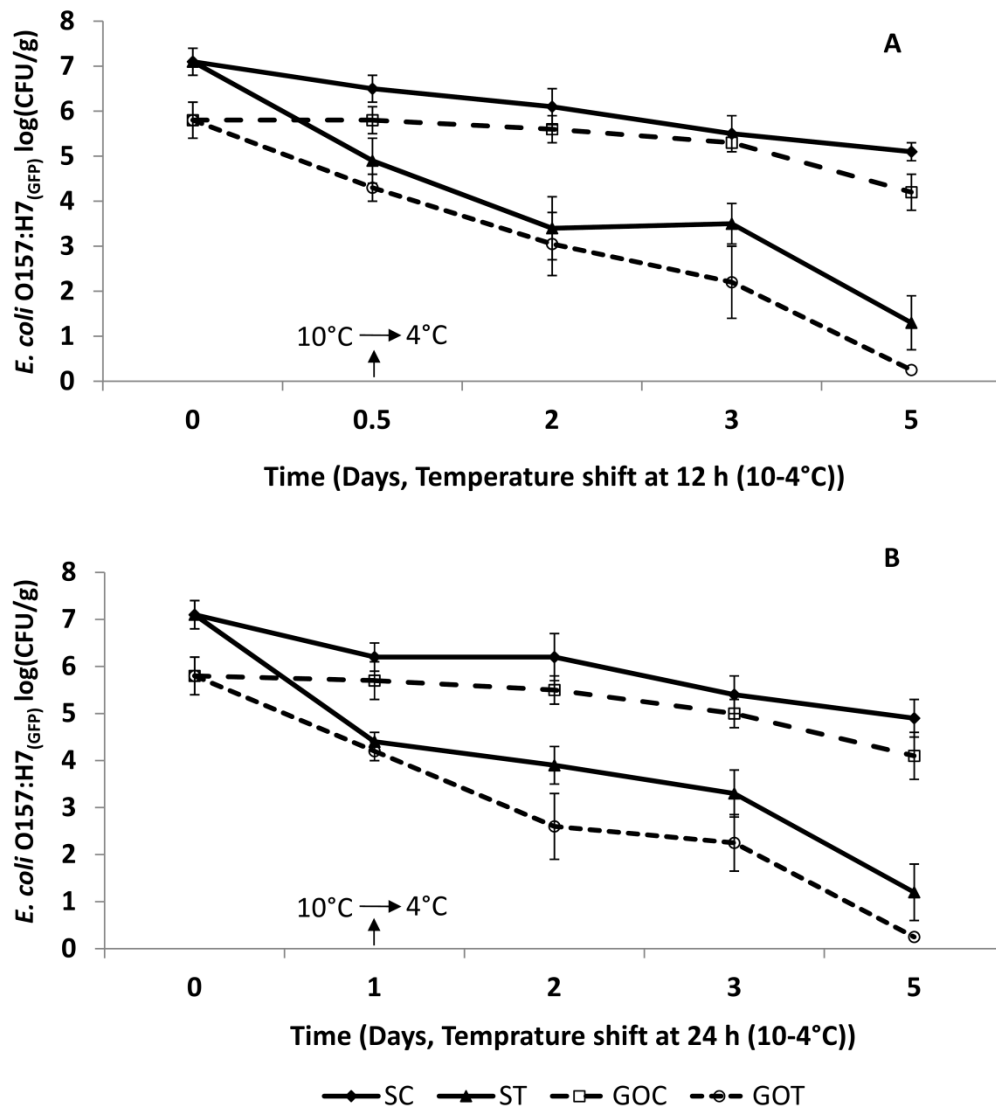 A
E. coli O157:H7(GFP) log(CFU/g)
8
7
6
5
4
3
2
1
0
10°C → 4°C
0 0.5 2 3 5
Time (Days, Temperature shift at 12 h (10-4°C))
B
E. coli O157:H7(GFP) log(CFU/g)
8
7
6
5
4
3
2
1
0
10°C → 4°C
0 1 2 3 5
Time (Days, Temprature shift at 24 h (10-4°C))
SC ST GOC GOT